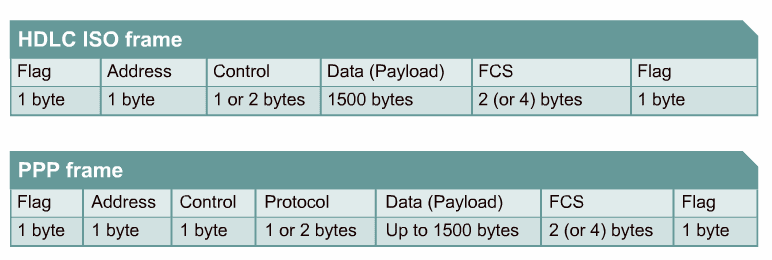 HDLC ISO frame
Flag Address Control Data (Payload) FCS Flag
1 byte 1 byte 1 or 2 bytes 1500 bytes 2 (or 4) bytes 1 byte
PPP frame
Flag Address Control Protocol Data (Payload) FCS Flag
1 byte 1 byte 1 byte 1 or 2 bytes Up to 1500 bytes 2 (or 4) bytes 1 byte